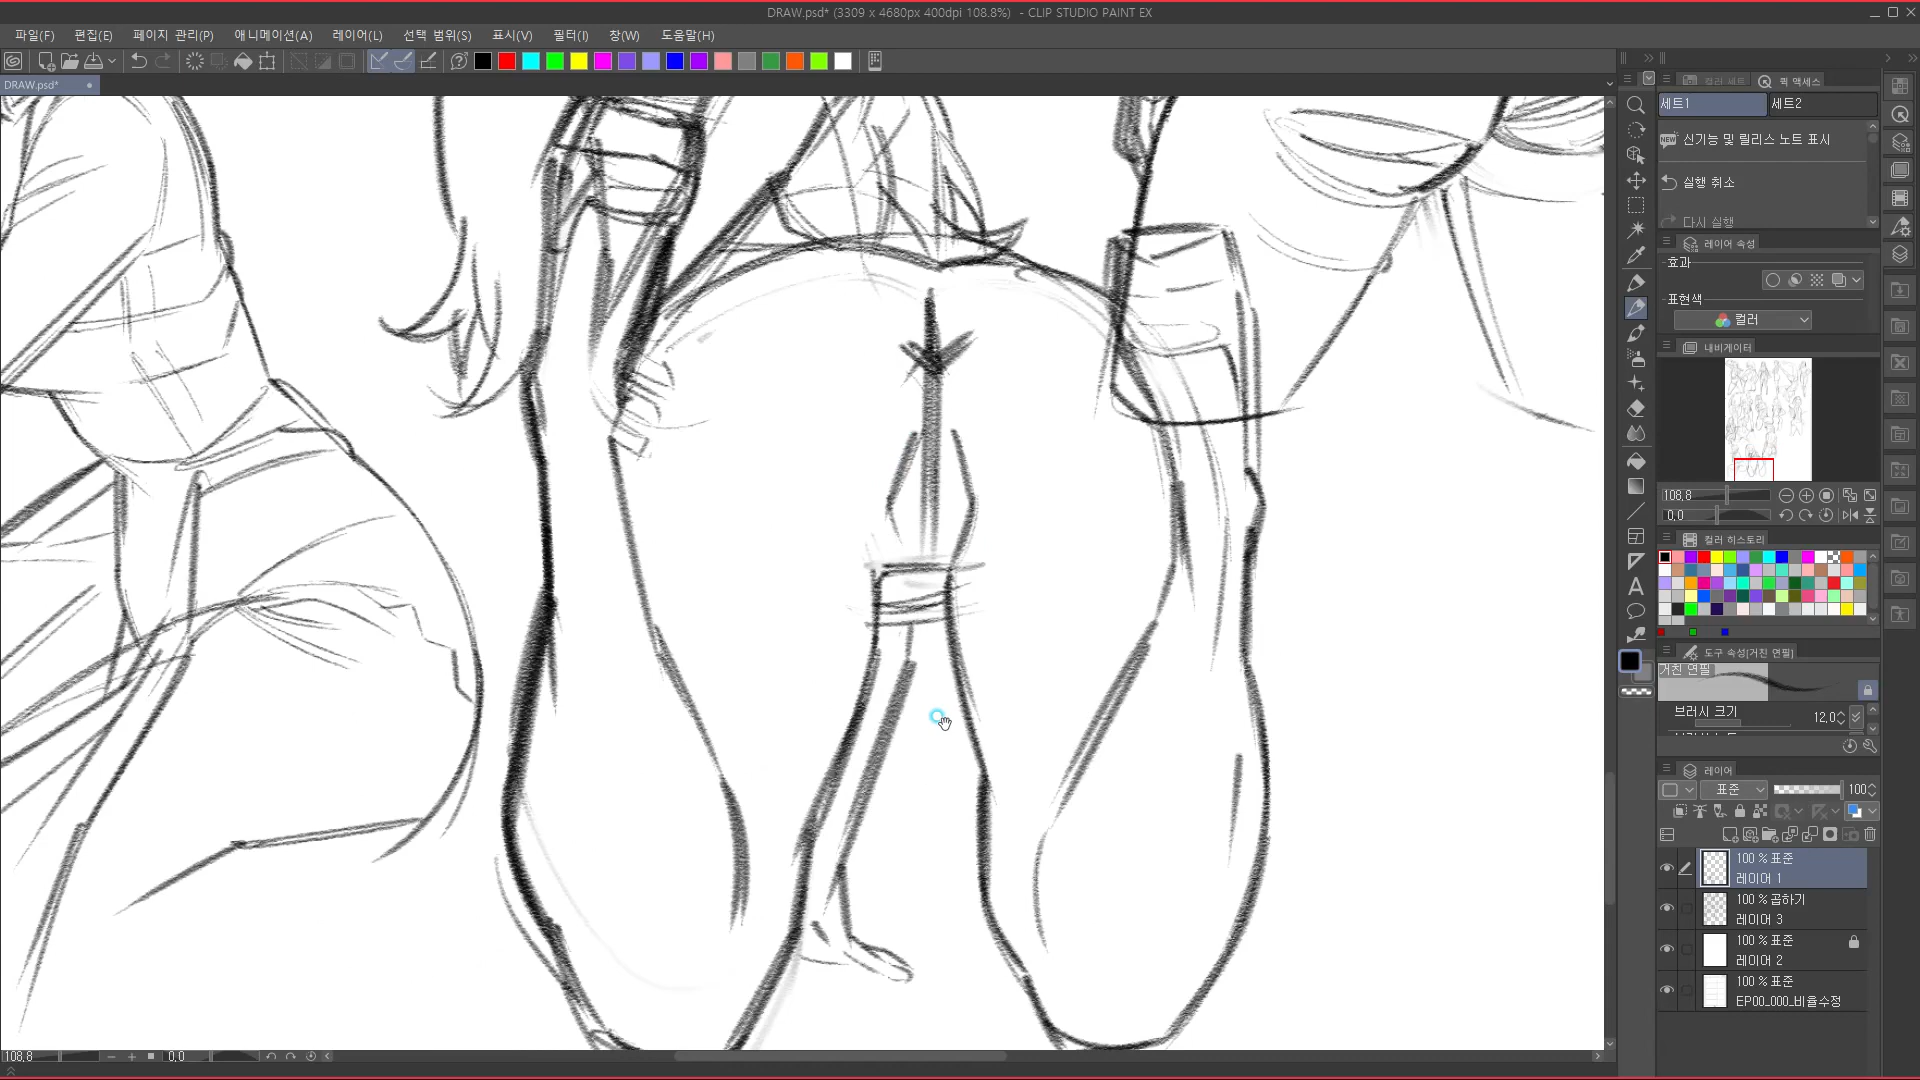 DRAW.psd* (3309 x 4680px 400dpi 108.8%) - CLIP STUDIO PAINT EX
파일(F) 편집(E) 페이지 관리(P) 애니메이션(A) 레이어(L) 선택 범위(S) 표시(V) 필터(I) 창(W) 도움말(H)
DRAW.psd*
컬러 세트 퀵 액세스
세트1 세트2
신기능 및 릴리스 노트 표시
실행 취소
다시 실행
레이어 속성
효과
표현색
컬러
내비게이터
108.8
0.0
컬러 히스토리
도구 속성[거친 연필]
거친 연필
브러시 크기
12.0
레이어
표준 100
100 % 표준
레이어 1
100 % 곱하기
레이어 3
100 % 표준
레이어 2
100 % 표준
EP00_000_비율수정
108.8 0.0